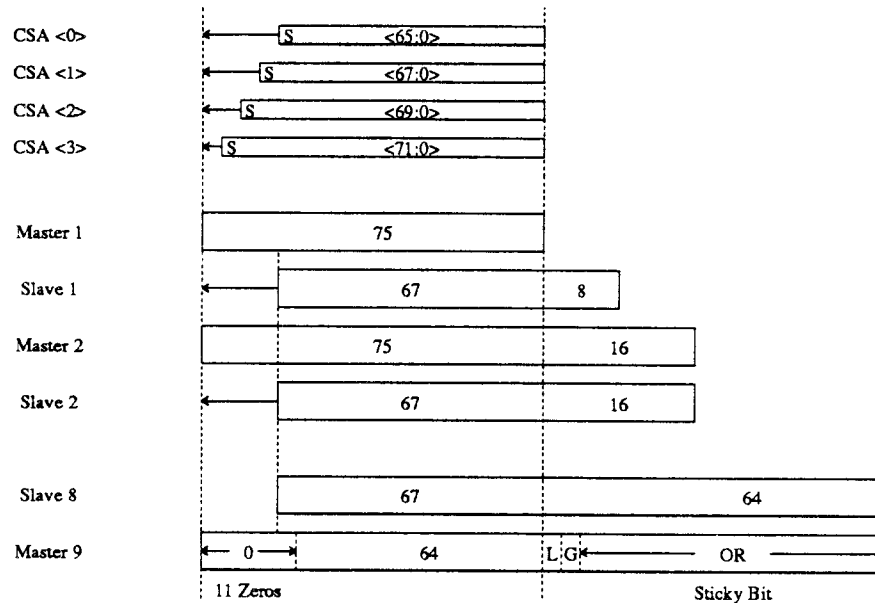 CSA <0> S <65:0>
CSA <1> S <67:0>
CSA <2> S <69:0>
CSA <3> S <71:0>
Master 1 75
Slave 1 67 8
Master 2 75 16
Slave 2 67 16
Slave 8 67 64
Master 9 0 64 L G OR
11 Zeros Sticky Bit